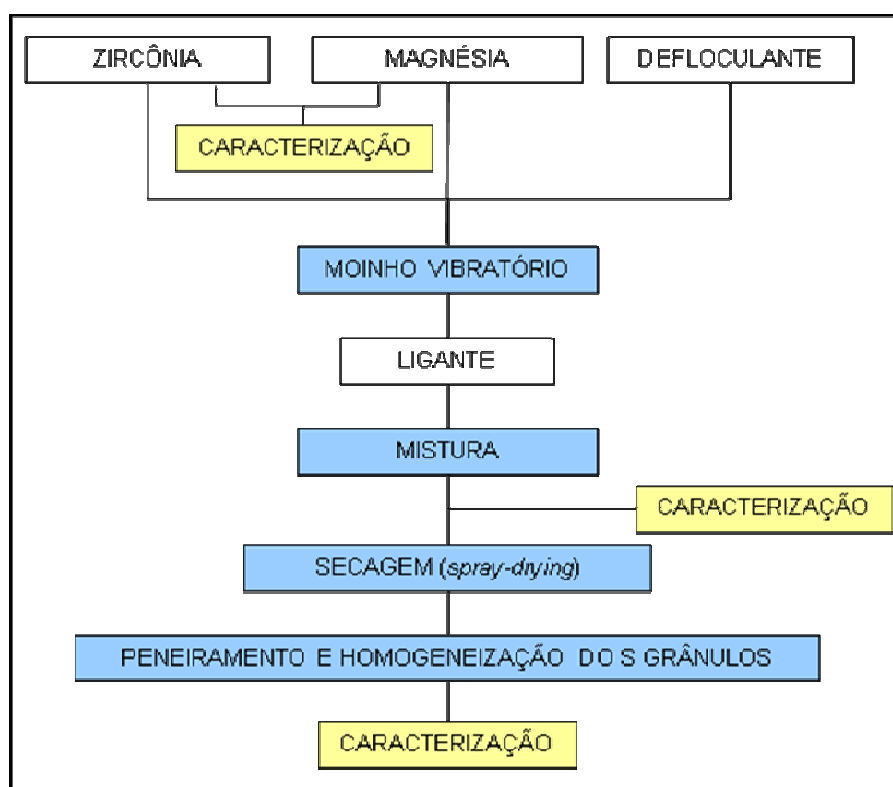 ZIRCÔNIA
MAGNÉSIA
DEFLOCULANTE
CARACTERIZAÇÃO
MOINHO VIBRATÓRIO
LIGANTE
MISTURA
CARACTERIZAÇÃO
SECAGEM (spray-drying)
PENEIRAMENTO E HOMOGENEIZAÇÃO DO S GRÂNULOS
CARACTERIZAÇÃO